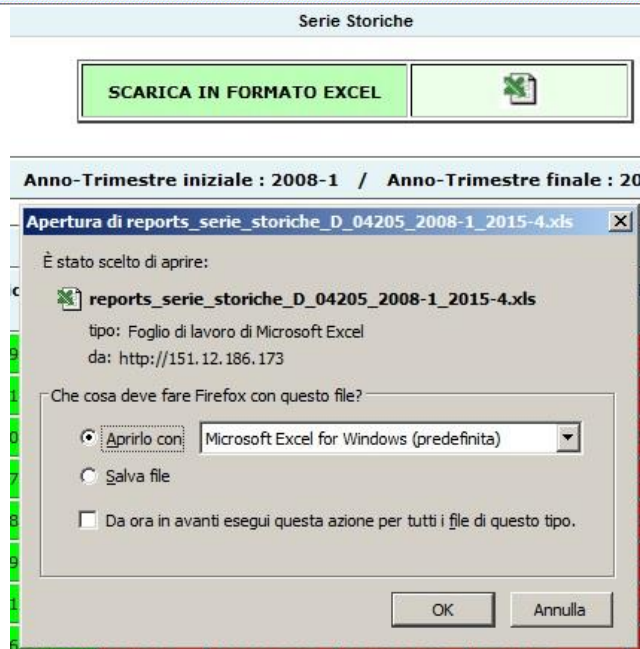 Serie Storiche
SCARICA IN FORMATO EXCEL
Anno-Trimestre iniziale : 2008-1 / Anno-Trimestre finale : 20
Apertura di reports_serie_storiche_D_04205_2008-1_2015-4.xls
È stato scelto di aprire:
reports_serie_storiche_D_04205_2008-1_2015-4.xls
tipo: Foglio di lavoro di Microsoft Excel
da: http://151.12.186.173
Che cosa deve fare Firefox con questo file?
Aprirlo con Microsoft Excel for Windows (predefinita)
Salva file
Da ora in avanti esegui questa azione per tutti i file di questo tipo.
OK Annulla